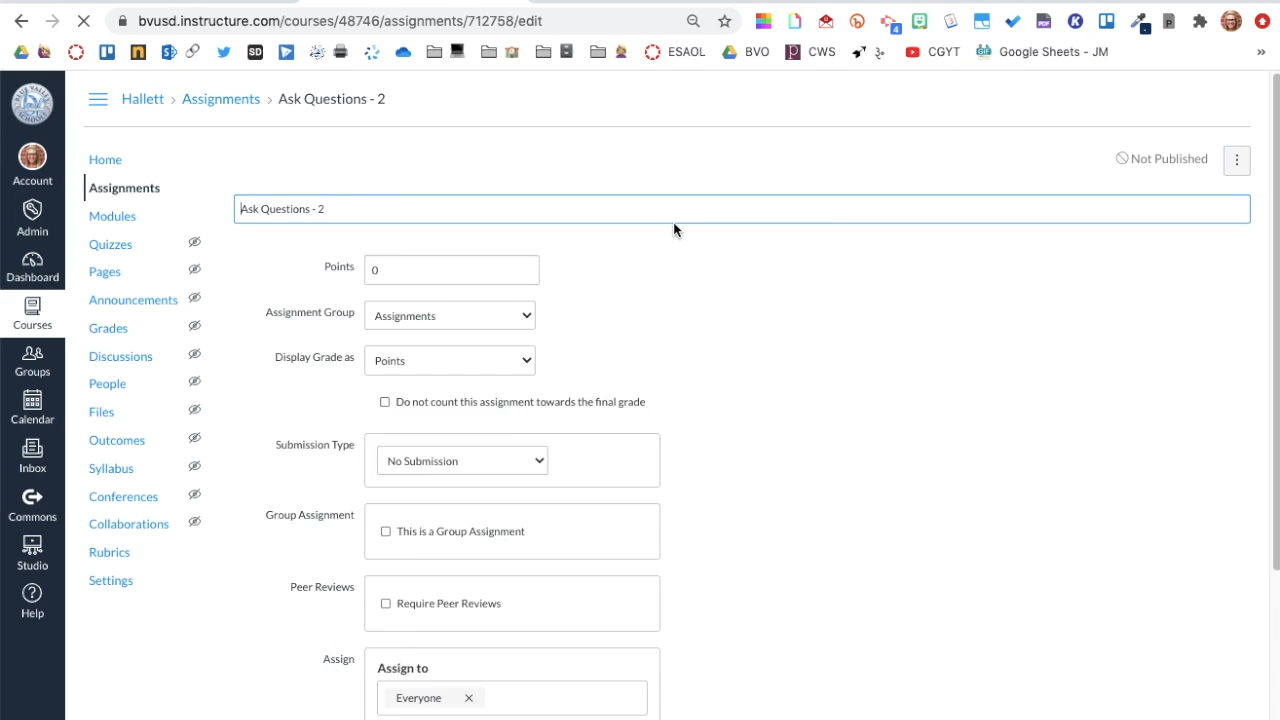 bvusd.instructure.com/courses/48746/assignments/712758/edit
4
SD
ESAOL
BVO
CWS
CGYT
Google Sheets - JM
»
Hallett > Assignments > Ask Questions - 2
Account
Admin
Dashboard
Courses
Groups
Calendar
Inbox
Commons
Studio
Help
Home
Assignments
Modules
Quizzes
Pages
Announcements
Grades
Discussions
People
Files
Outcomes
Syllabus
Conferences
Collaborations
Rubrics
Settings
Not Published
Ask Questions - 2
Points
0
Assignment Group
Assignments
Display Grade as
Points
Do not count this assignment towards the final grade
Submission Type
No Submission
Group Assignment
This is a Group Assignment
Peer Reviews
Require Peer Reviews
Assign
Assign to
Everyone